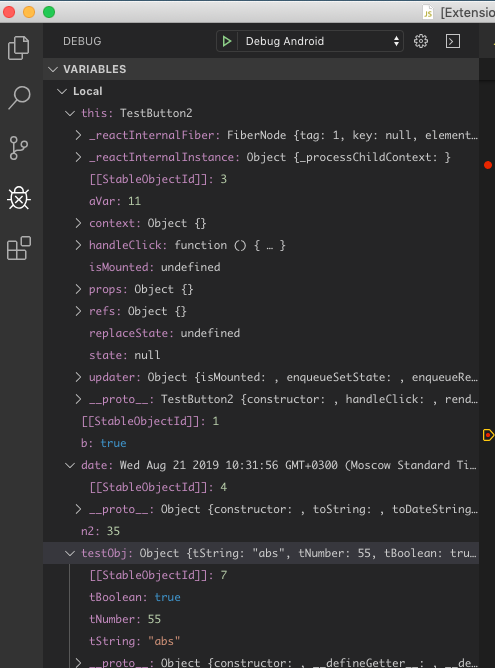 [Extensio
DEBUG
Debug Android
VARIABLES
Local
this: TestButton2
_reactInternalFiber: FiberNode {tag: 1, key: null, element…
_reactInternalInstance: Object {_processChildContext: }
[[StableObjectId]]: 3
aVar: 11
context: Object {}
handleClick: function () { … }
isMounted: undefined
props: Object {}
refs: Object {}
replaceState: undefined
state: null
updater: Object {isMounted: , enqueueSetState: , enqueueRe…
__proto__: TestButton2 {constructor: , handleClick: , rend…
[[StableObjectId]]: 1
b: true
date: Wed Aug 21 2019 10:31:56 GMT+0300 (Moscow Standard Ti…
[[StableObjectId]]: 4
__proto__: Object {constructor: , toString: , toDateString…
n2: 35
testObj: Object {tString: "abs", tNumber: 55, tBoolean: tru…
[[StableObjectId]]: 7
tBoolean: true
tNumber: 55
tString: "abs"
__proto__: Object {constructor: , __defineGetter__: , __de…